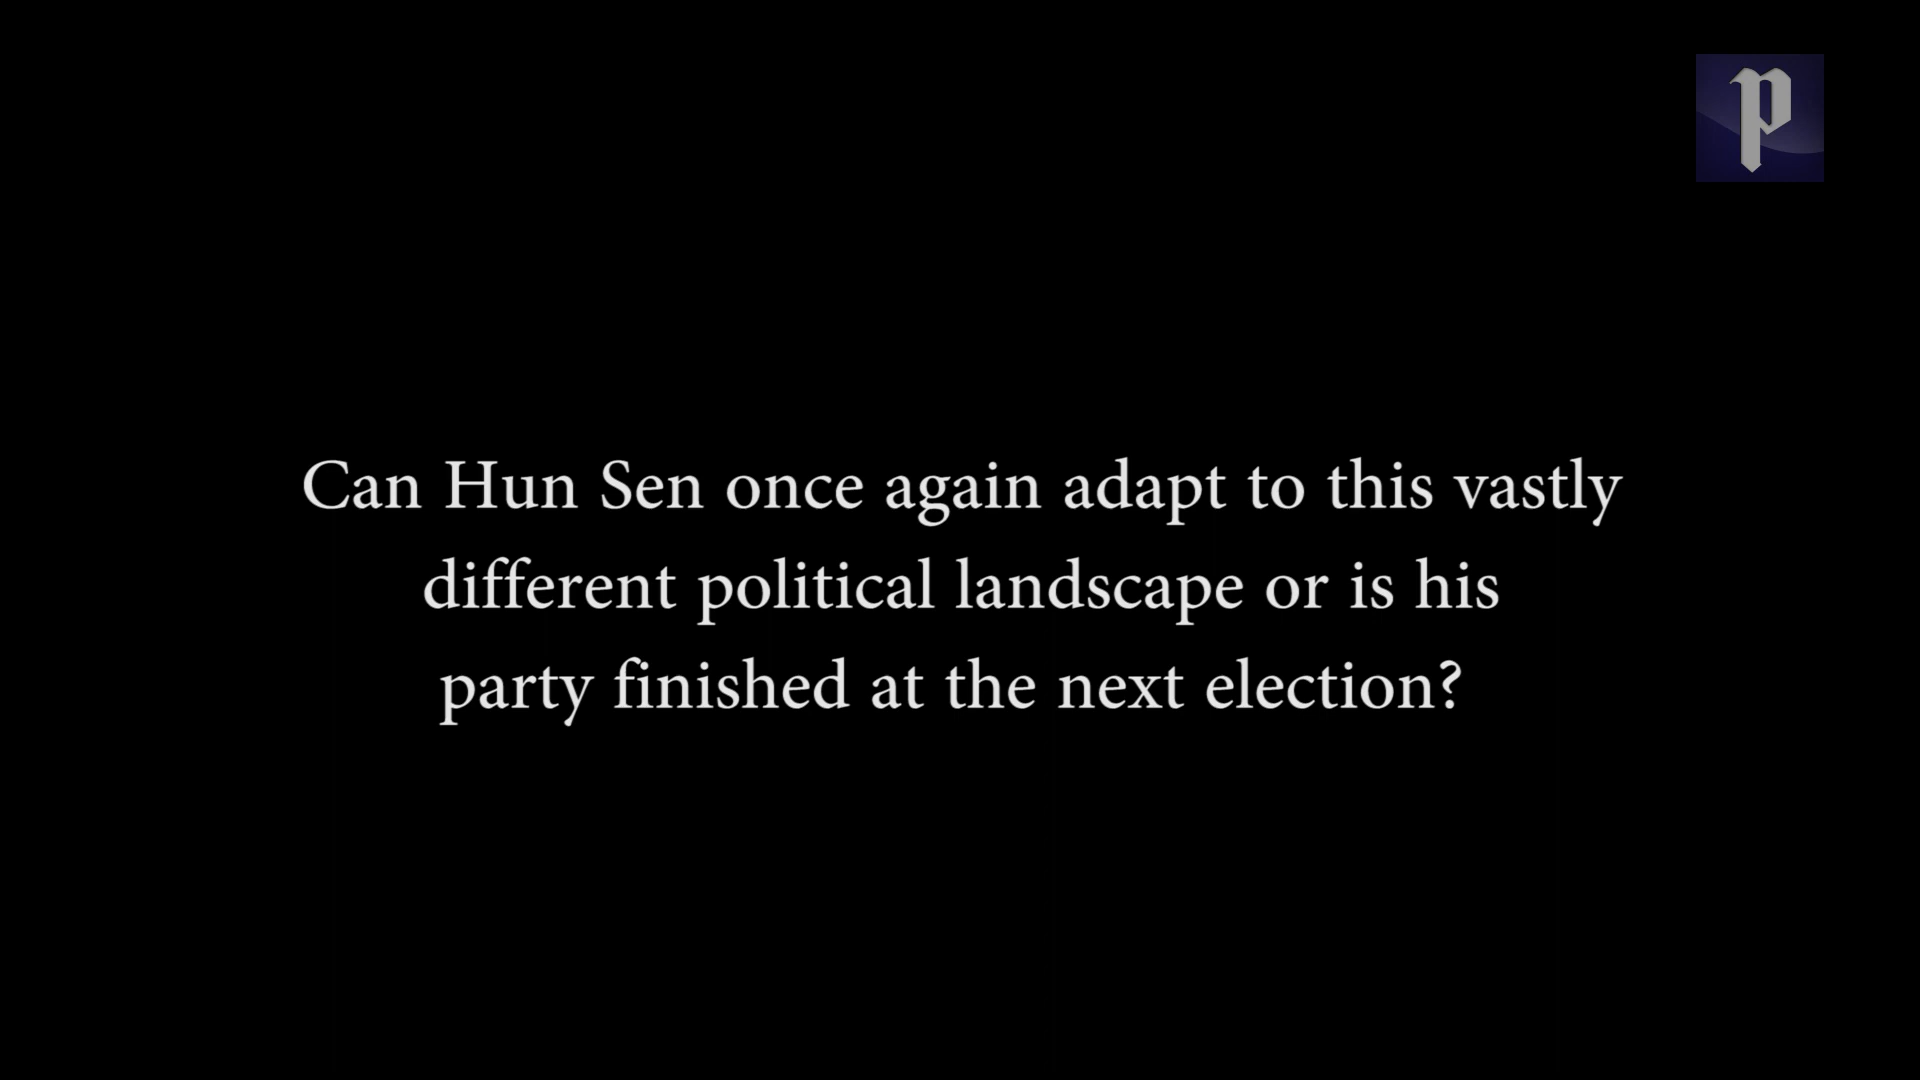 p
Can Hun Sen once again adapt to this vastly
different political landscape or is his
party finished at the next election?